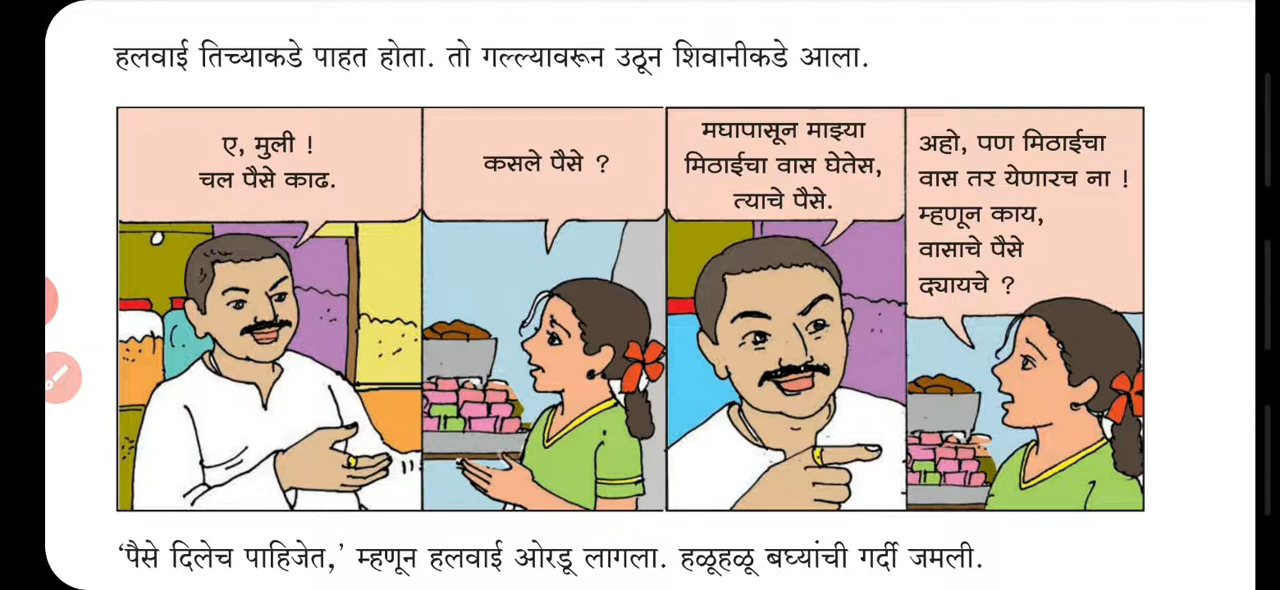 हलवाई तिच्याकडे पाहत होता. तो गल्ल्यावरून उठून शिवानीकडे आला.
ए, मुली !
चल पैसे काढ.
कसले पैसे ?
मघापासून माझ्या
मिठाईचा वास घेतेस,
त्याचे पैसे.
अहो, पण मिठाईचा
वास तर येणारच ना !
म्हणून काय,
वासाचे पैसे
द्यायचे ?
‘पैसे दिलेच पाहिजेत,’ म्हणून हलवाई ओरडू लागला. हळूहळू बघ्यांची गर्दी जमली.